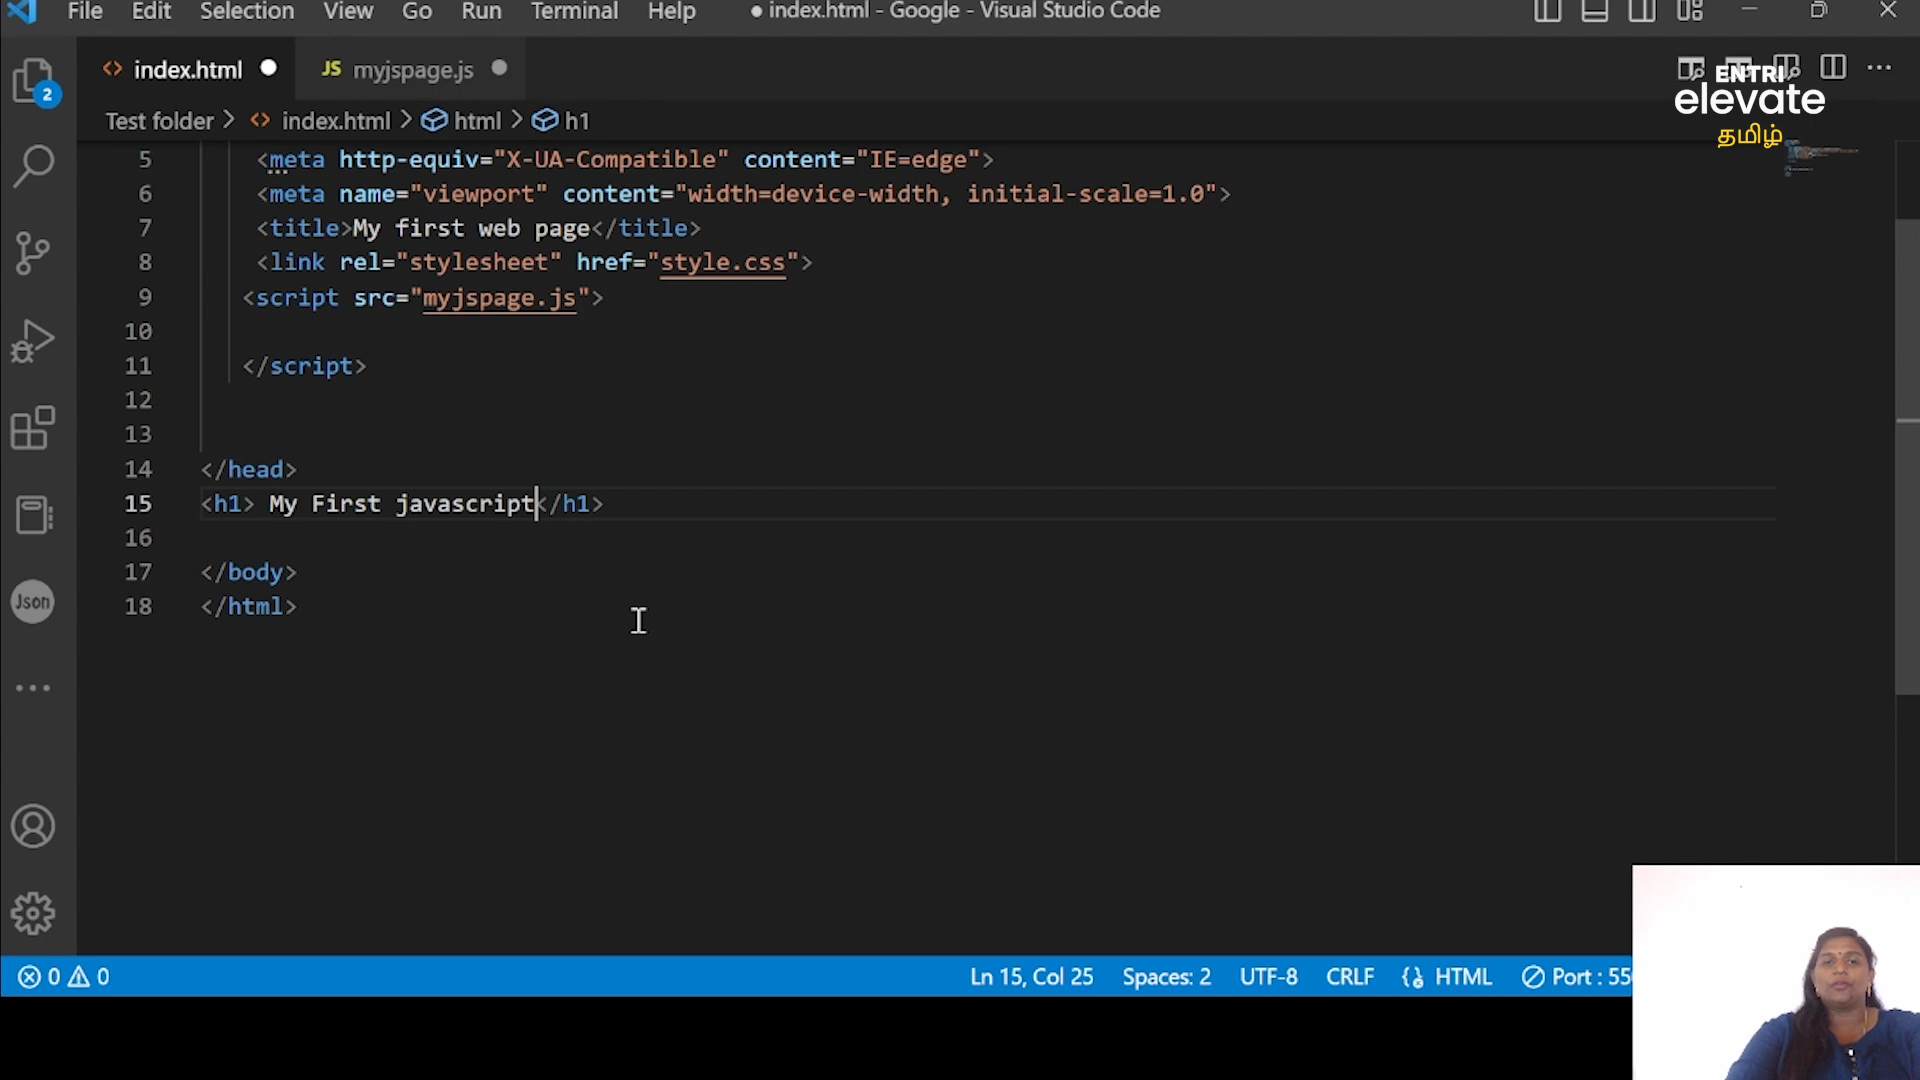 File Edit Selection View Go Run Terminal Help ● index.html - Google - Visual Studio Code
<> index.html ● JS myjspage.js ●
ENTRI
elevate
தமிழ்
Test folder > <> index.html > html > h1
2
5 <meta http-equiv="X-UA-Compatible" content="IE=edge">
6 <meta name="viewport" content="width=device-width, initial-scale=1.0">
7 <title>My first web page</title>
8 <link rel="stylesheet" href="style.css">
9 <script src="myjspage.js">
10
11 </script>
12
13
14 </head>
15 <h1> My First javascript</h1>
16
17 </body>
18 </html>
Json
0 0 Ln 15, Col 25 Spaces: 2 UTF-8 CRLF HTML Port : 55